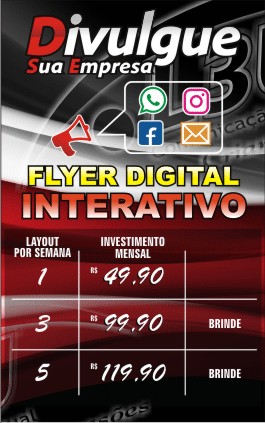 Divulgue
Sua Empresa
FLYER DIGITAL
INTERATIVO
LAYOUT POR SEMANA
INVESTIMENTO MENSAL
1 R$ 49,90
3 R$ 99,90 BRINDE
5 R$ 119,90 BRINDE